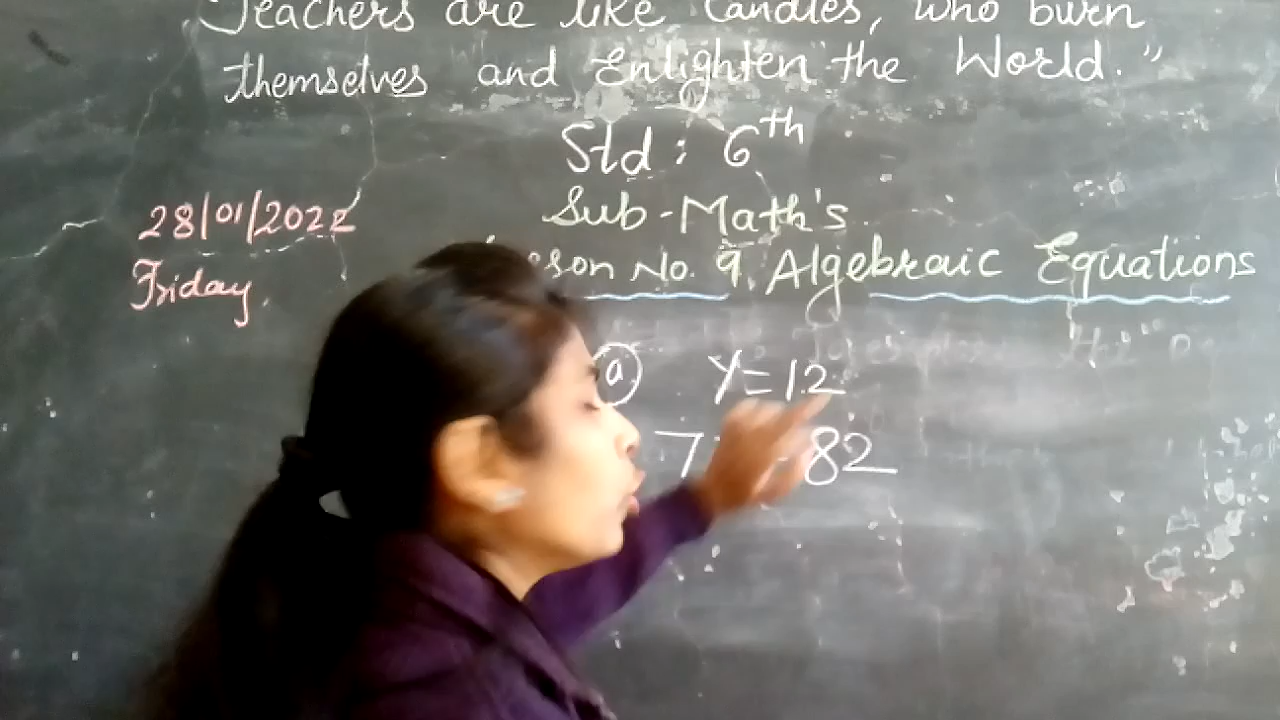 Teachers are like Candles, who burn
themselves and Enlighten the World."
Std : 6th
Sub - Math's
28/01/2022
No. 9. Algebraic Equations
Friday
(a) y = 12
7 82